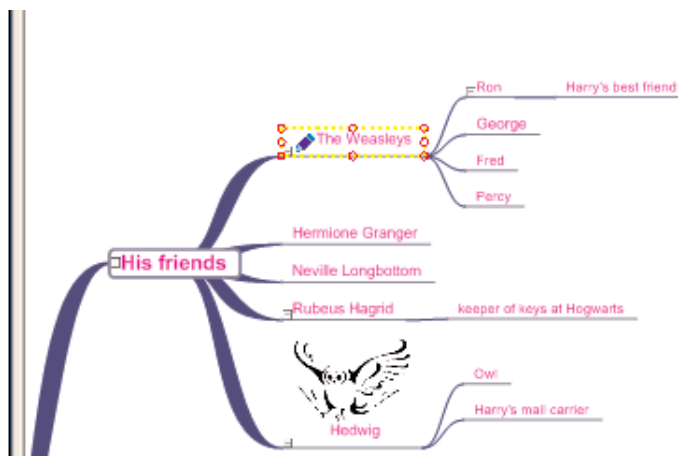 His friends
The Weasleys
Ron
Harry's best friend
George
Fred
Percy
Hermione Granger
Neville Longbottom
Rubeus Hagrid
keeper of keys at Hogwarts
Hedwig
Owl
Harry's mail carrier